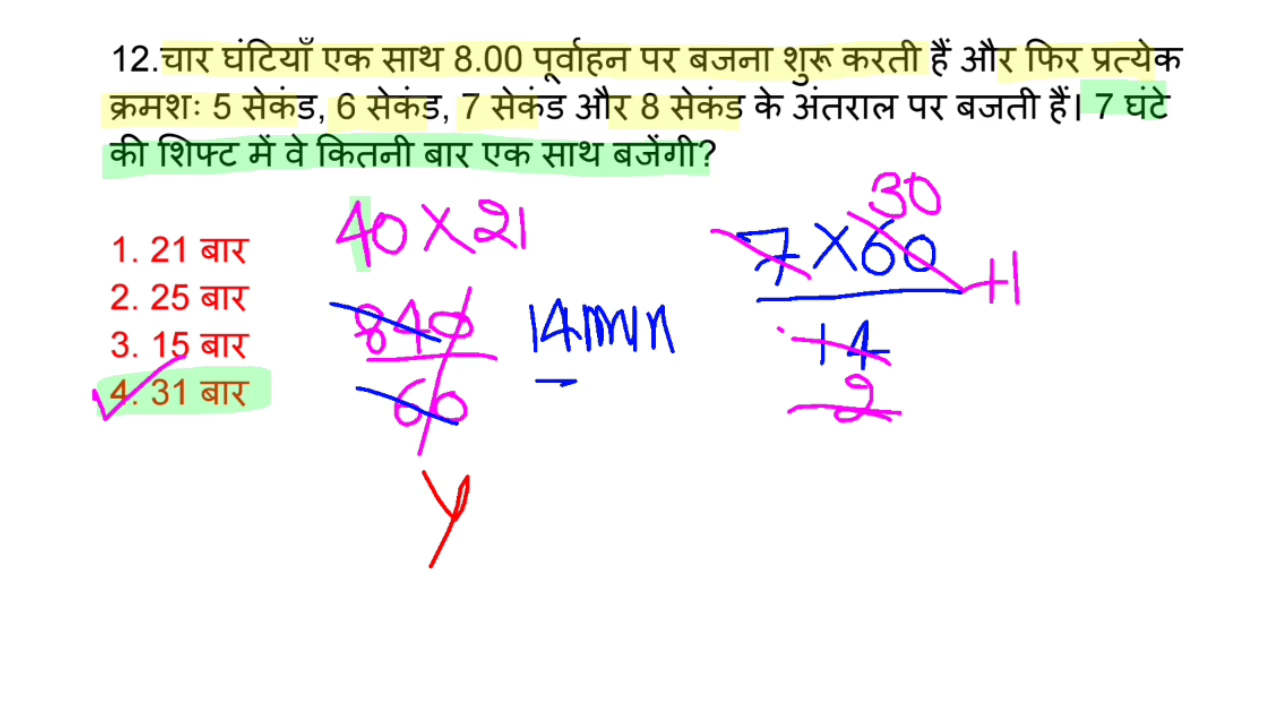 12.चार घंटियाँ एक साथ 8.00 पूर्वाहन पर बजना शुरू करती हैं और फिर प्रत्येक
क्रमशः 5 सेकंड, 6 सेकंड, 7 सेकंड और 8 सेकंड के अंतराल पर बजती हैं। 7 घंटे
की शिफ्ट में वे कितनी बार एक साथ बजेंगी?
1. 21 बार
2. 25 बार
3. 15 बार
4. 31 बार
40 X 21
840
60
14min
y
30
7 X 60
+1
14
2